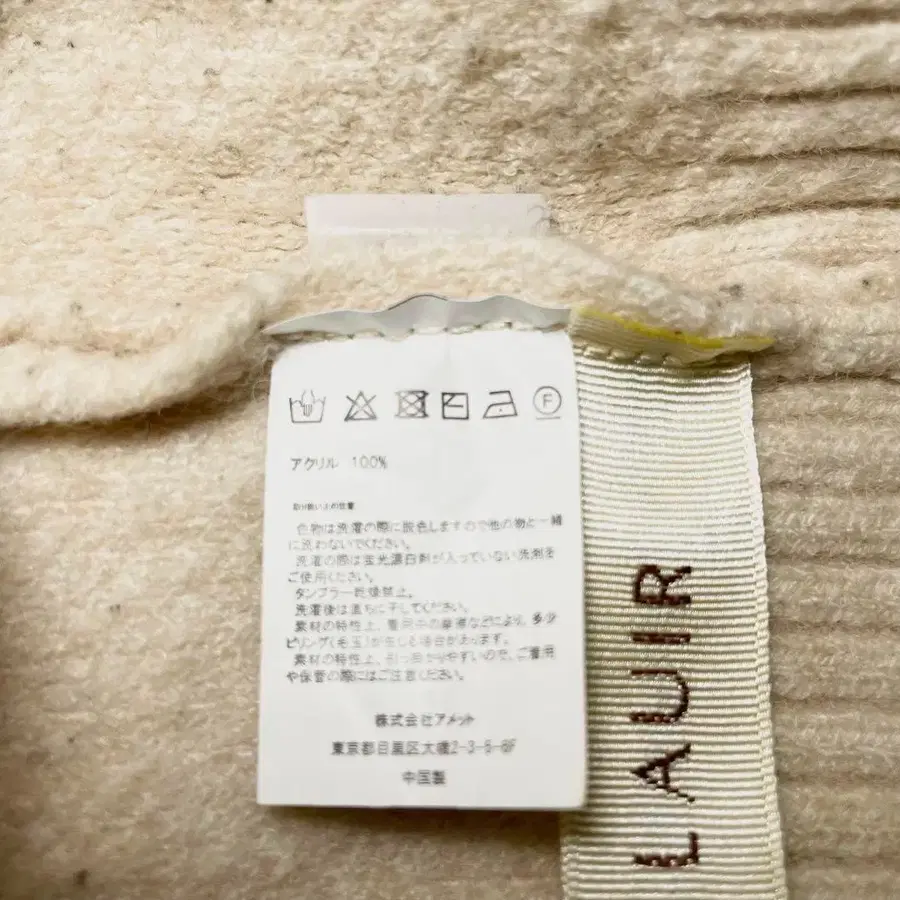 F
アクリル 100%
取り扱い上の注意
色物は洗濯の際に脱色しますので他の物と一緒
に洗わないでください。
洗濯の際は蛍光漂白剤が入っていない洗剤を
ご使用ください。
タンブラー乾燥禁止。
洗濯後は直ちに干してください。
素材の特性上、着用中の摩擦などにより、多少
ピリング(毛玉)が生じる場合があります。
素材の特性上、引っ掛かりやすいので、ご着用
や保管の際にはご注意ください。
株式会社アメット
東京都目黒区大橋2-3-6-8F
中国製
LAUIR